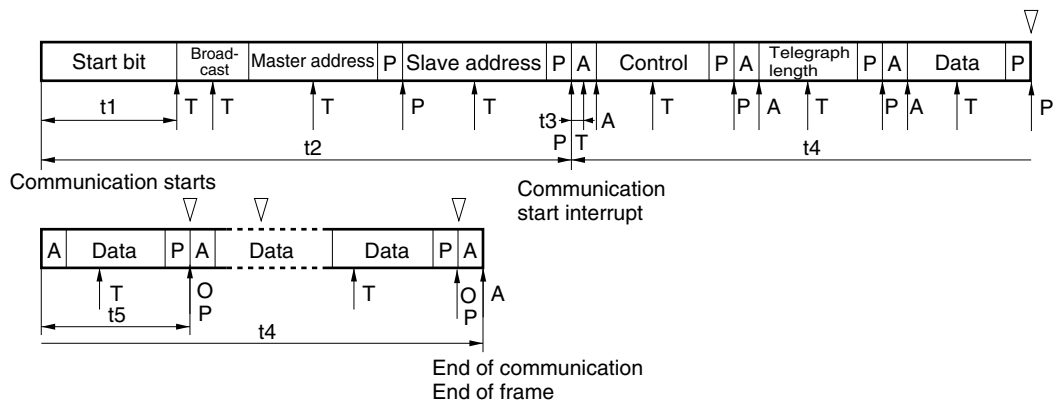 Start bit Broad- cast Master address P Slave address P A Control P A Telegraph length P A Data P
t1 T T T P T t3 A T P A T P A T P
t2 P T t4
Communication starts
Communication
start interrupt
A Data P A Data Data P A
T O T O A
t5 P P
t4
End of communication
End of frame